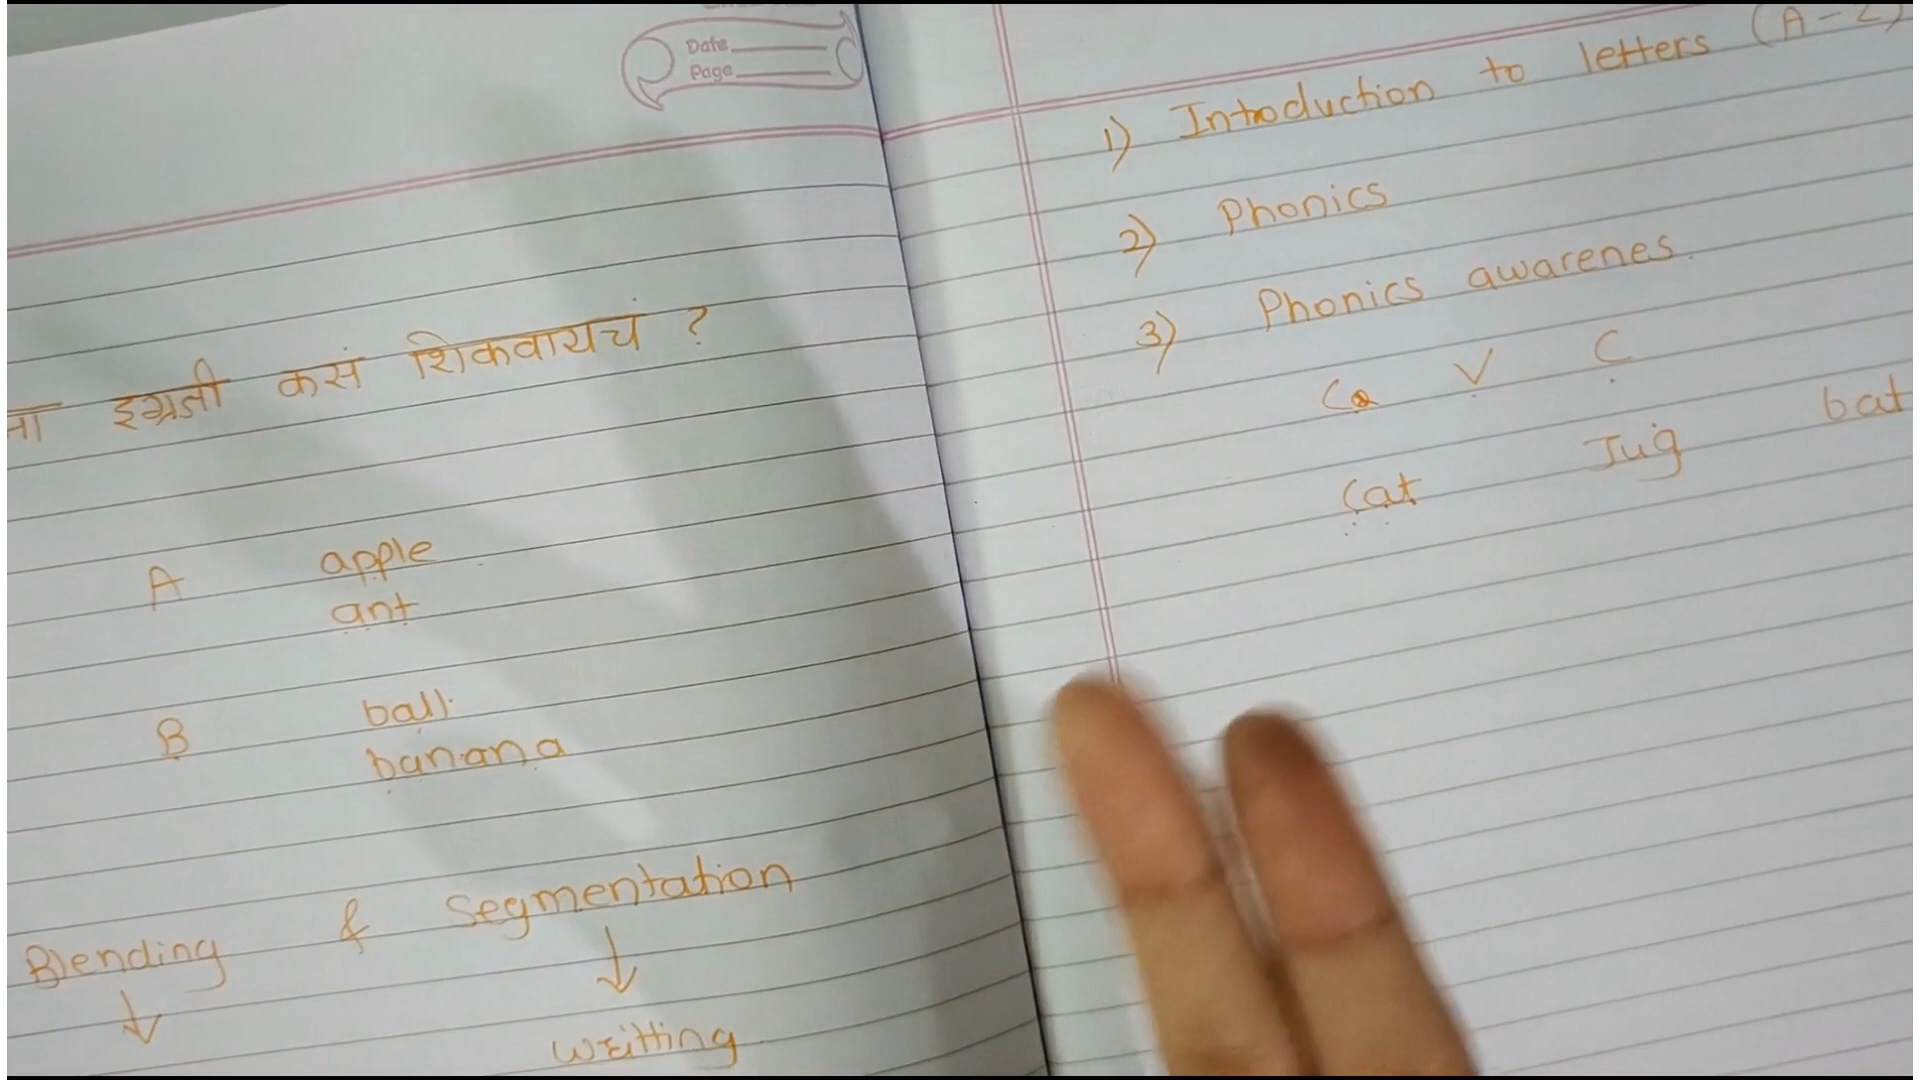 Date
Page
इंग्रजी कसं शिकवायचं ?
A apple
ant
B ball
banana
Blending & Segmentation
↓ ↓
writting
1) Introduction to letters (A-Z)
2) Phonics
3) Phonics awarenes.
V C
Cat Jug bat